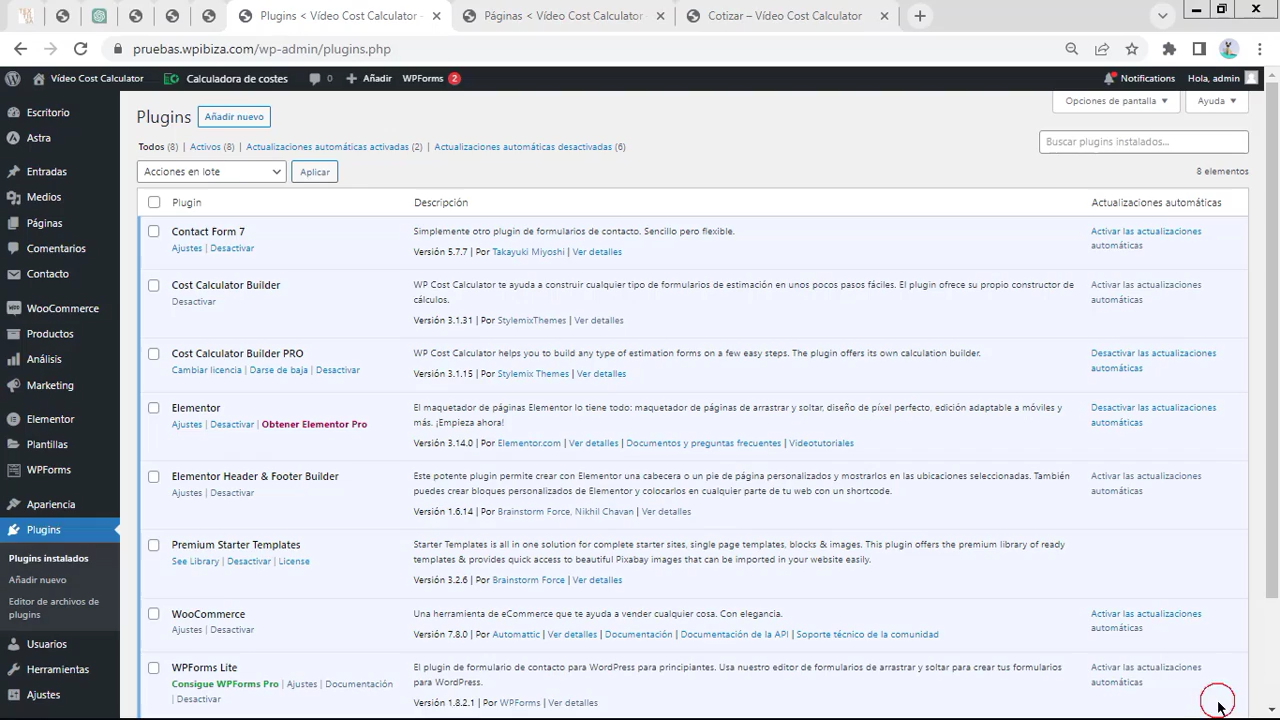 Plugins < Vídeo Cost Calculator
Páginas < Vídeo Cost Calculator
Cotizar – Vídeo Cost Calculator
pruebas.wpibiza.com/wp-admin/plugins.php
Vídeo Cost Calculator
Calculadora de costes
0
Añadir
WPForms
2
Notifications
Hola, admin
Escritorio
Astra
Entradas
Medios
Páginas
Comentarios
Contacto
WooCommerce
Productos
Análisis
Marketing
Elementor
Plantillas
WPForms
Apariencia
Plugins
Plugins instalados
Añadir nuevo
Editor de archivos de
plugins
Usuarios
Herramientas
Ajustes
Opciones de pantalla
Ayuda
Plugins
Añadir nuevo
Todos (8) | Activos (8) | Actualizaciones automáticas activadas (2) | Actualizaciones automáticas desactivadas (6)
Buscar plugins instalados...
Acciones en lote
Aplicar
8 elementos
Plugin Descripción Actualizaciones automáticas
Contact Form 7
Ajustes | Desactivar
Simplemente otro plugin de formularios de contacto. Sencillo pero flexible.
Versión 5.7.7 | Por Takayuki Miyoshi | Ver detalles
Activar las actualizaciones
automáticas
Cost Calculator Builder
Desactivar
WP Cost Calculator te ayuda a construir cualquier tipo de formularios de estimación en unos pocos pasos fáciles. El plugin ofrece su propio constructor de
cálculos.
Versión 3.1.31 | Por StylemixThemes | Ver detalles
Activar las actualizaciones
automáticas
Cost Calculator Builder PRO
Cambiar licencia | Darse de baja | Desactivar
WP Cost Calculator helps you to build any type of estimation forms on a few easy steps. The plugin offers its own calculation builder.
Versión 3.1.15 | Por Stylemix Themes | Ver detalles
Desactivar las actualizaciones
automáticas
Elementor
Ajustes | Desactivar | Obtener Elementor Pro
El maquetador de páginas Elementor lo tiene todo: maquetador de páginas de arrastrar y soltar, diseño de píxel perfecto, edición adaptable a móviles y
más. ¡Empieza ahora!
Versión 3.14.0 | Por Elementor.com | Ver detalles | Documentos y preguntas frecuentes | Videotutoriales
Desactivar las actualizaciones
automáticas
Elementor Header & Footer Builder
Ajustes | Desactivar
Este potente plugin permite crear con Elementor una cabecera o un pie de página personalizados y mostrarlos en las ubicaciones seleccionadas. También
puedes crear bloques personalizados de Elementor y colocarlos en cualquier parte de tu web con un shortcode.
Versión 1.6.14 | Por Brainstorm Force, Nikhil Chavan | Ver detalles
Activar las actualizaciones
automáticas
Premium Starter Templates
See Library | Desactivar | License
Starter Templates is all in one solution for complete starter sites, single page templates, blocks & images. This plugin offers the premium library of ready
templates & provides quick access to beautiful Pixabay images that can be imported in your website easily.
Versión 3.2.6 | Por Brainstorm Force | Ver detalles
WooCommerce
Ajustes | Desactivar
Una herramienta de eCommerce que te ayuda a vender cualquier cosa. Con elegancia.
Versión 7.8.0 | Por Automattic | Ver detalles | Documentación | Documentación de la API | Soporte técnico de la comunidad
Activar las actualizaciones
automáticas
WPForms Lite
Consigue WPForms Pro | Ajustes | Documentación
| Desactivar
El plugin de formulario de contacto para WordPress para principiantes. Usa nuestro editor de formularios de arrastrar y soltar para crear tus formularios
para WordPress.
Versión 1.8.2.1 | Por WPForms | Ver detalles
Activar las actualizaciones
automáticas